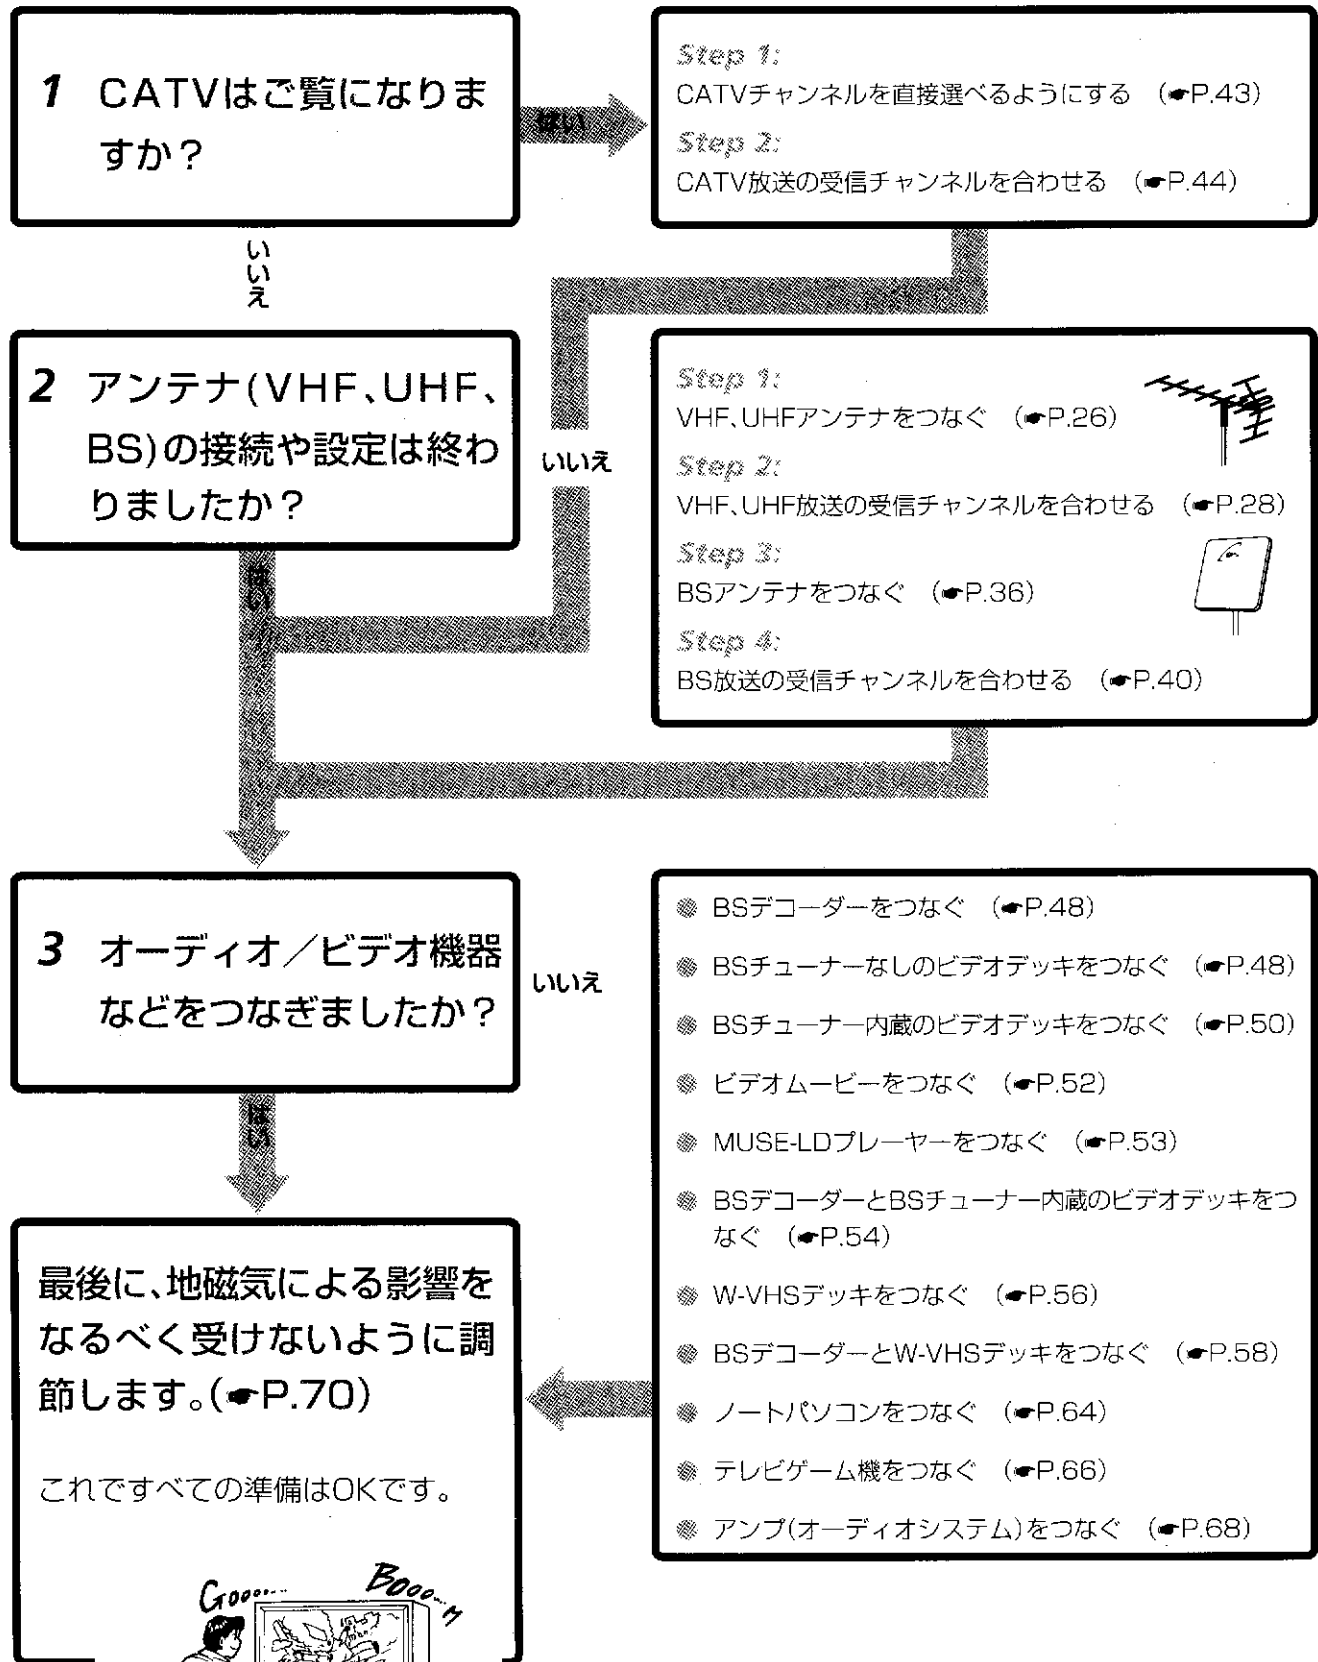 1 CATVはご覧になりま
すか？
はい
Step 1:
CATVチャンネルを直接選べるようにする （☛P.43）
Step 2:
CATV放送の受信チャンネルを合わせる （☛P.44）
いいえ
2 アンテナ(VHF、UHF、
BS)の接続や設定は終わ
りましたか？
いいえ
Step 1:
VHF、UHFアンテナをつなぐ （☛P.26）
Step 2:
VHF、UHF放送の受信チャンネルを合わせる （☛P.28）
Step 3:
BSアンテナをつなぐ （☛P.36）
Step 4:
BS放送の受信チャンネルを合わせる （☛P.40）
はい
3 オーディオ／ビデオ機器
などをつなぎましたか？
いいえ
● BSデコーダーをつなぐ （☛P.48）
● BSチューナーなしのビデオデッキをつなぐ （☛P.48）
● BSチューナー内蔵のビデオデッキをつなぐ （☛P.50）
● ビデオムービーをつなぐ （☛P.52）
● MUSE-LDプレーヤーをつなぐ （☛P.53）
● BSデコーダーとBSチューナー内蔵のビデオデッキをつ
なぐ （☛P.54）
● W-VHSデッキをつなぐ （☛P.56）
● BSデコーダーとW-VHSデッキをつなぐ （☛P.58）
● ノートパソコンをつなぐ （☛P.64）
● テレビゲーム機をつなぐ （☛P.66）
● アンプ(オーディオシステム)をつなぐ （☛P.68）
はい
最後に、地磁気による影響を
なるべく受けないように調
節します。(☛P.70)
これですべての準備はOKです。
Gooo……
Booo…M